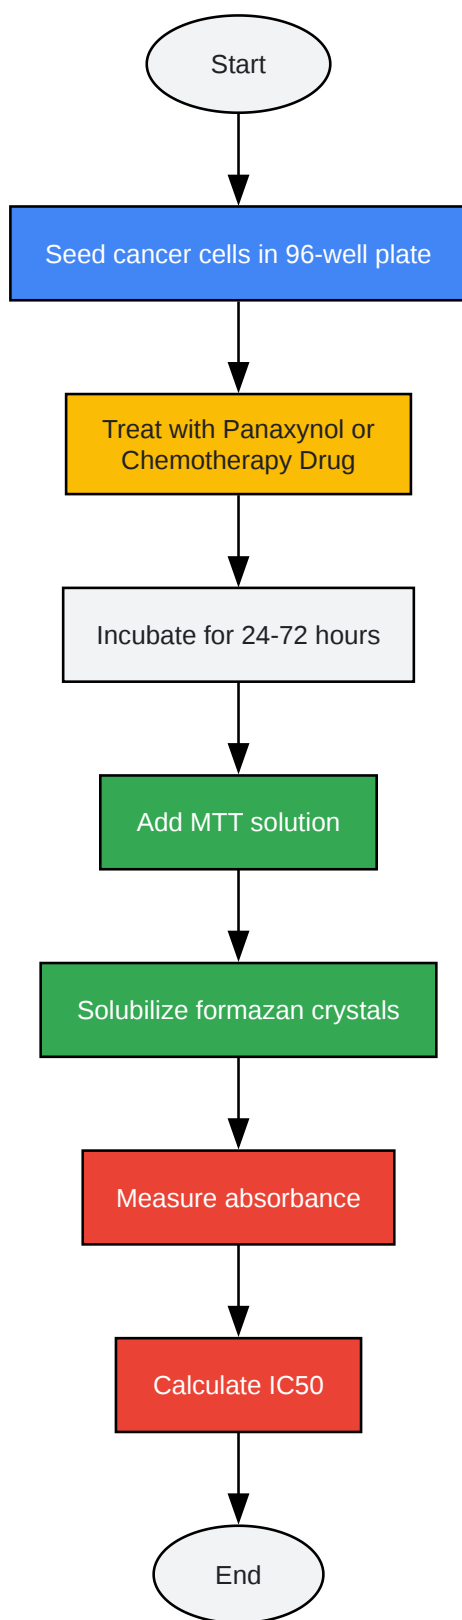 Start
Seed cancer cells in 96-well plate
Treat with Panaxynol or
Chemotherapy Drug
Incubate for 24-72 hours
Add MTT solution
Solubilize formazan crystals
Measure absorbance
Calculate IC50
End